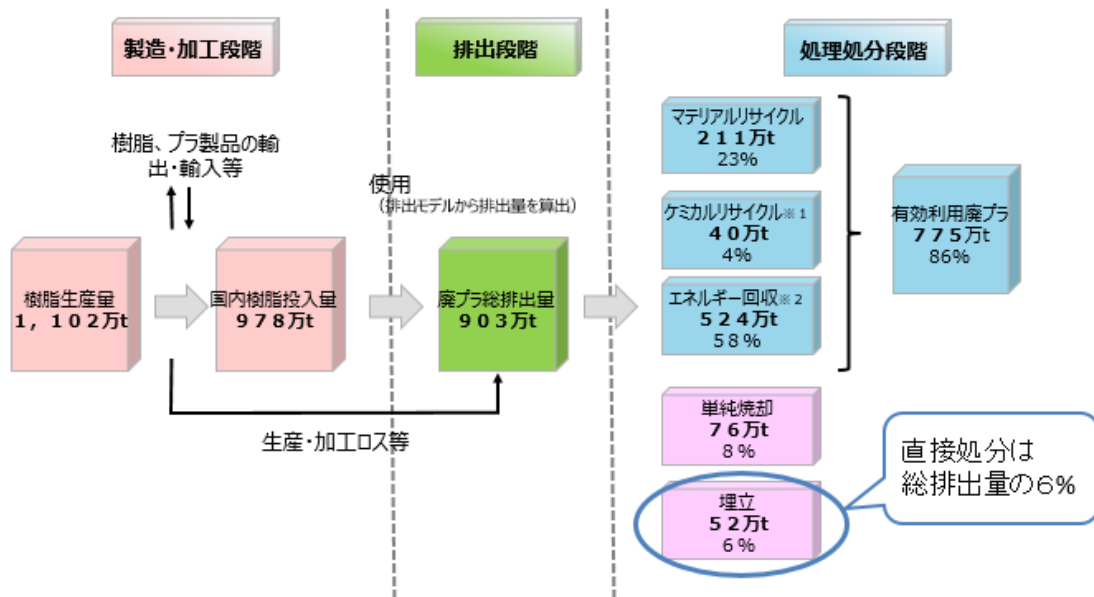 製造・加工段階
排出段階
処理処分段階
樹脂、プラ製品の輸
出・輸入等
使用
（排出モデルから排出量を算出）
樹脂生産量
1，102万t
国内樹脂投入量
978万t
廃プラ総排出量
903万t
生産・加工ロス等
マテリアルリサイクル
211万t
23%
ケミカルリサイクル※1
40万t
4%
エネルギー回収※2
524万t
58%
有効利用廃プラ
775万t
86%
単純焼却
76万t
8%
埋立
52万t
6%
直接処分は
総排出量の6%